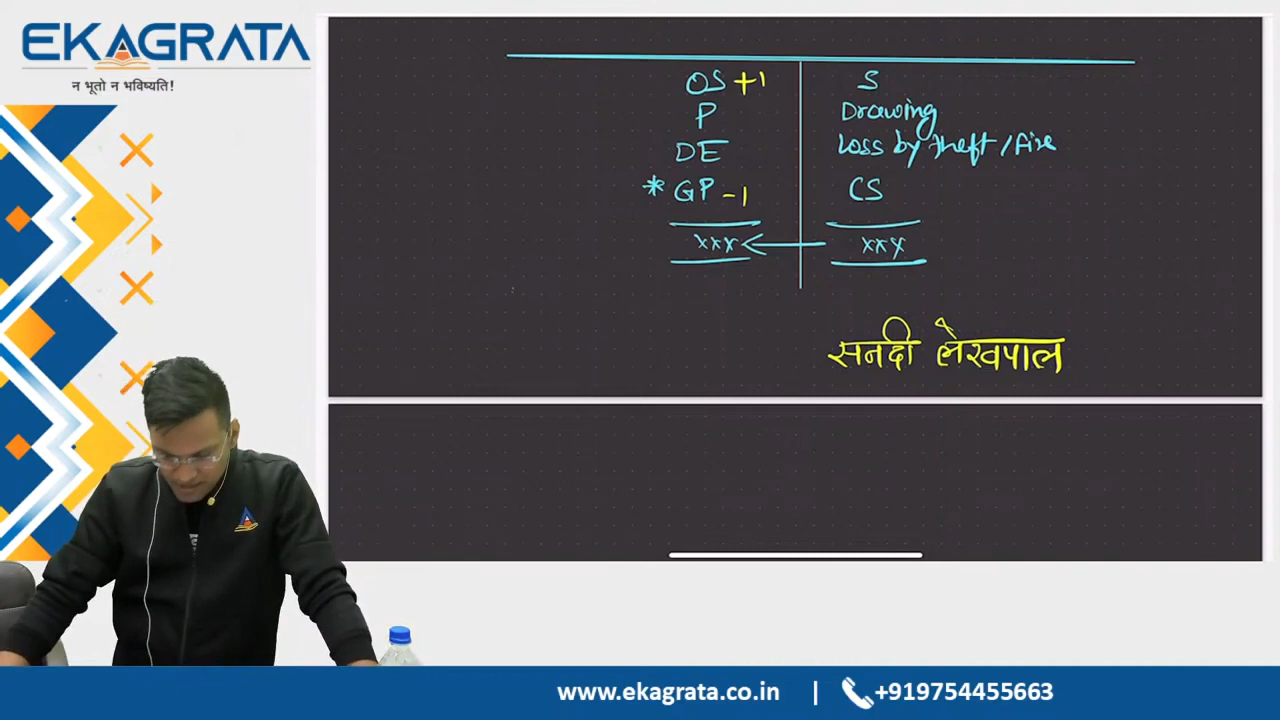 EKAGRATA
न भूतो न भविष्यति!
OS +1 S
P Drawing
DE Loss by theft / Fire
* GP -1 CS
xxx xxx
सनदी लेखपाल
www.ekagrata.co.in | +919754455663